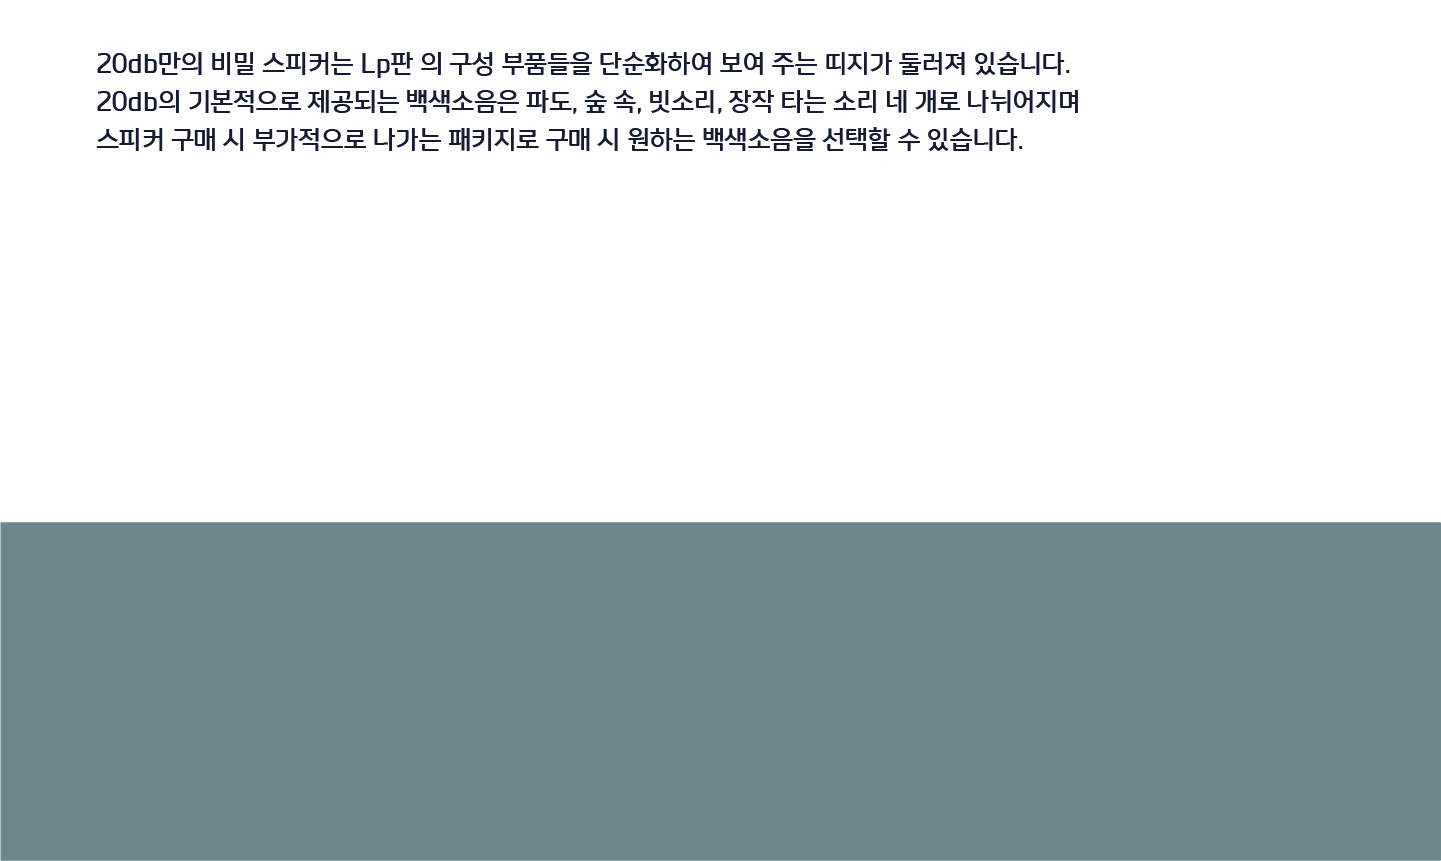 20db만의 비밀 스피커는 Lp판 의 구성 부품들을 단순화하여 보여 주는 띠지가 둘러져 있습니다.
20db의 기본적으로 제공되는 백색소음은 파도, 숲 속, 빗소리, 장작 타는 소리 네 개로 나뉘어지며
스피커 구매 시 부가적으로 나가는 패키지로 구매 시 원하는 백색소음을 선택할 수 있습니다.